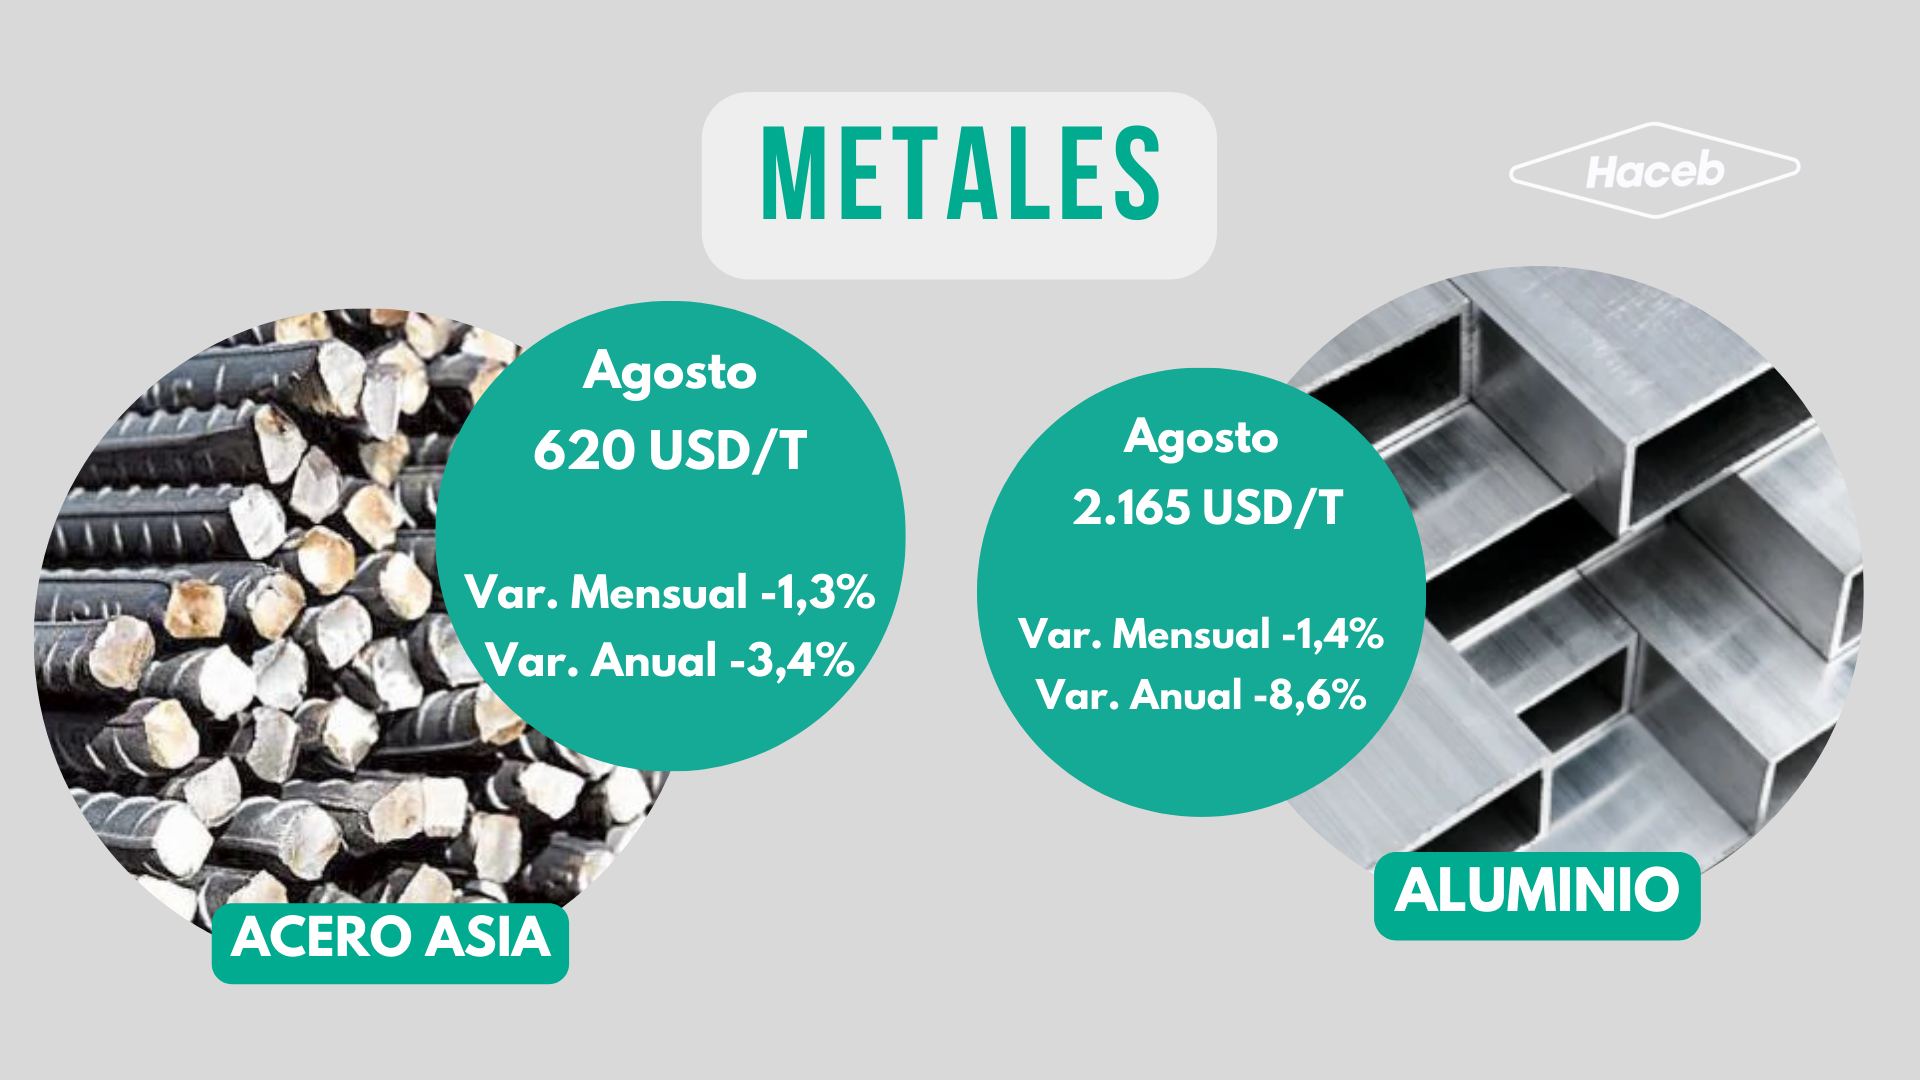 METALES
Haceb
Agosto
620 USD/T
Var. Mensual -1,3%
Var. Anual -3,4%
ACERO ASIA
Agosto
2.165 USD/T
Var. Mensual -1,4%
Var. Anual -8,6%
ALUMINIO